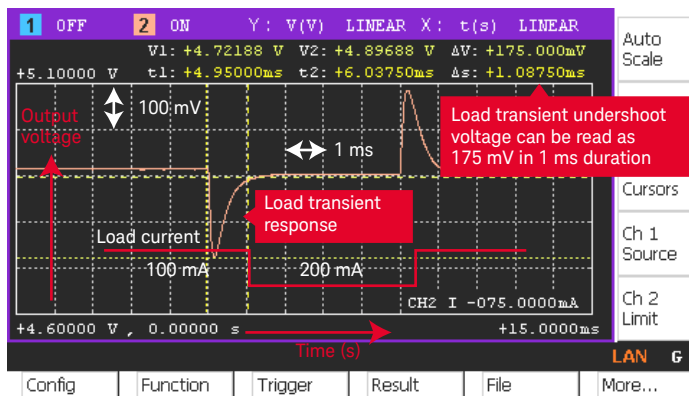 1 OFF 2 ON Y: V(V) LINEAR X: t(s) LINEAR
V1: +4.72188 V V2: +4.89688 V ΔV: +175.000mV
+5.10000 V t1: +4.95000ms t2: +6.03750ms Δs: +1.08750ms
Auto
Scale
Output
voltage
100 mV
1 ms
Load transient undershoot
voltage can be read as
175 mV in 1 ms duration
Load transient
response
Cursors
Load current
100 mA
200 mA
Ch 1
Source
CH2 I -075.0000mA
Ch 2
Limit
+4.60000 V , 0.00000 s
+15.0000ms
Time (s)
LAN G
Config Function Trigger Result File More...